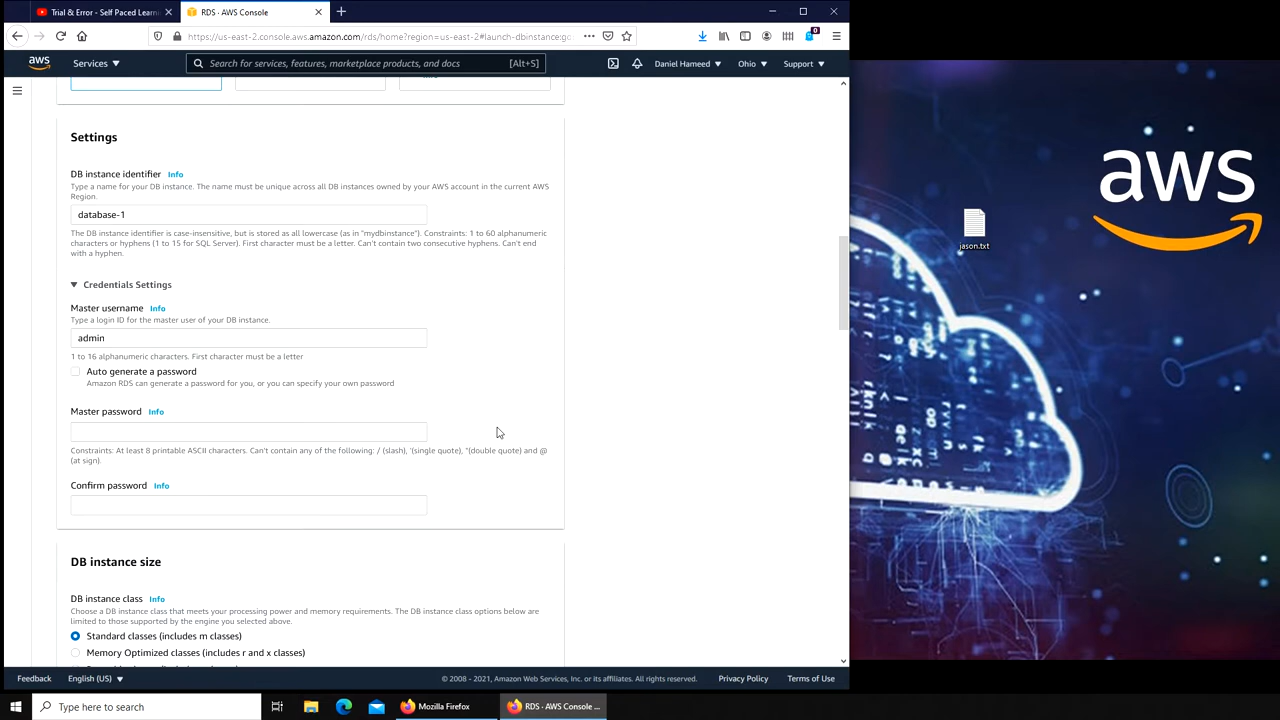 Trial & Error - Self Paced Learni
RDS · AWS Console
https://us-east-2.console.aws.amazon.com/rds/home?region=us-east-2#launch-dbinstance:gc
0
aws
Services
Search for services, features, marketplace products, and docs
[Alt+S]
Daniel Hameed
Ohio
Support
Settings
DB instance identifier Info
Type a name for your DB instance. The name must be unique across all DB instances owned by your AWS account in the current AWS
Region.
database-1
The DB instance identifier is case-insensitive, but is stored as all lowercase (as in "mydbinstance"). Constraints: 1 to 60 alphanumeric
characters or hyphens (1 to 15 for SQL Server). First character must be a letter. Can't contain two consecutive hyphens. Can't end
with a hyphen.
Credentials Settings
Master username Info
Type a login ID for the master user of your DB instance.
admin
1 to 16 alphanumeric characters. First character must be a letter
Auto generate a password
Amazon RDS can generate a password for you, or you can specify your own password
Master password Info
Constraints: At least 8 printable ASCII characters. Can't contain any of the following: / (slash), '(single quote), "(double quote) and @
(at sign).
Confirm password Info
DB instance size
DB instance class Info
Choose a DB instance class that meets your processing power and memory requirements. The DB instance class options below are
limited to those supported by the engine you selected above.
Standard classes (includes m classes)
Memory Optimized classes (includes r and x classes)
Feedback
English (US)
© 2008 - 2021, Amazon Web Services, Inc. or its affiliates. All rights reserved.
Privacy Policy
Terms of Use
aws
jason.txt
Type here to search
Mozilla Firefox
RDS · AWS Console ...